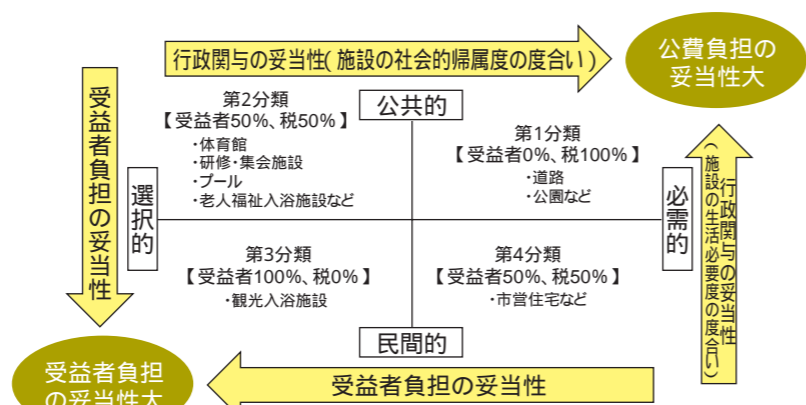 行政関与の妥当性(施設の社会的帰属度の度合い)
公費負担の
妥当性大
受益者負担の妥当性
第2分類
【受益者50%、税50%】
・体育館
・研修・集会施設
・プール
・老人福祉入浴施設など
公共的
第1分類
【受益者0%、税100%】
・道路
・公園など
選択的
必需的
行政関与の妥当性
(施設の生活必要度の度合い)
第3分類
【受益者100%、税0%】
・観光入浴施設
第4分類
【受益者50%、税50%】
・市営住宅など
民間的
受益者負担
の妥当性大
受益者負担の妥当性